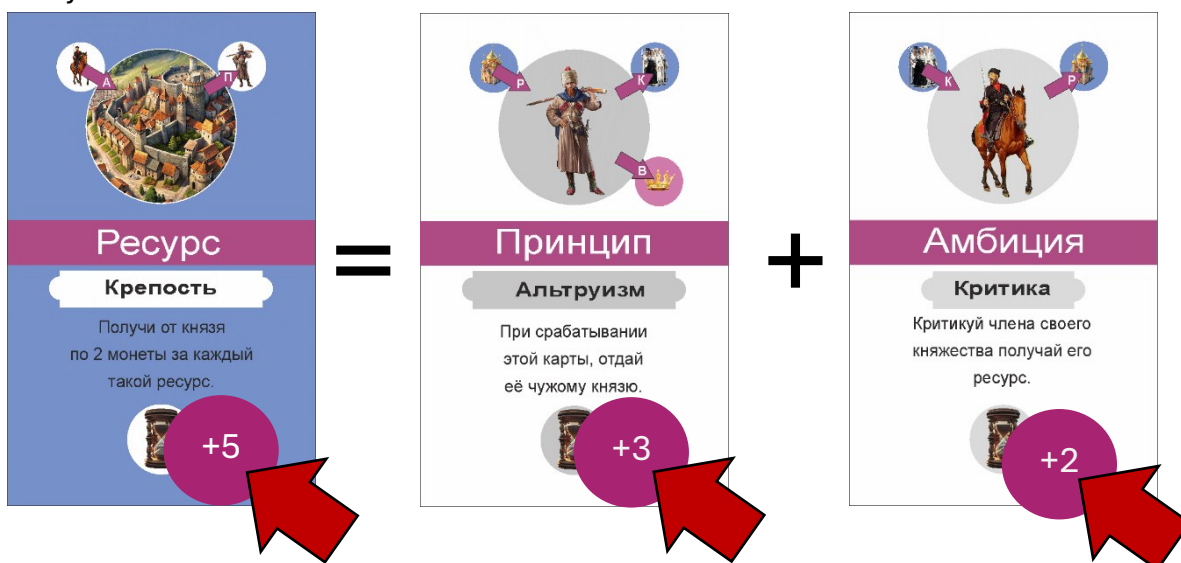 А
П
Ресурс
Крепость
Получи от князя
по 2 монеты за каждый
такой ресурс.
+5
=
Р
К
В
Принцип
Альтруизм
При срабатывании
этой карты, отдай
её чужому князю.
+3
+
К
Р
Амбиция
Критика
Критикуй члена своего
княжества получай его
ресурс.
+2